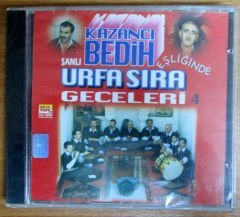 KAZANCI
BEDİH
ŞANLI
EŞLİĞİNDE
URFA SIRA
GECELERİ 4